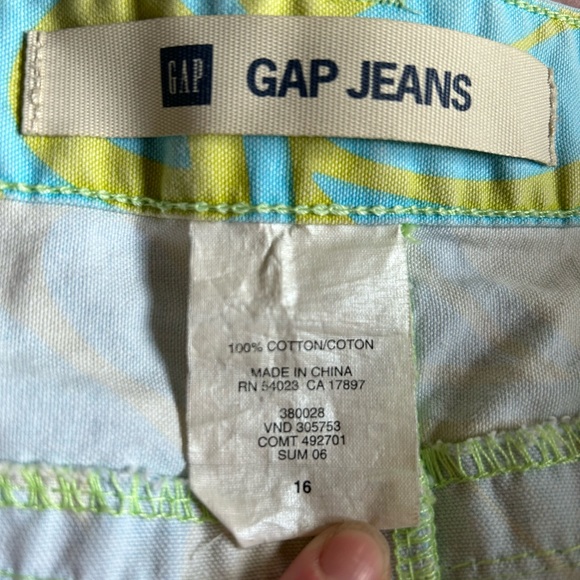 GAP GAP JEANS
100% COTTON/COTON
MADE IN CHINA
RN 54023 CA 17897
380028
VND 305753
COMT 492701
SUM 06
16